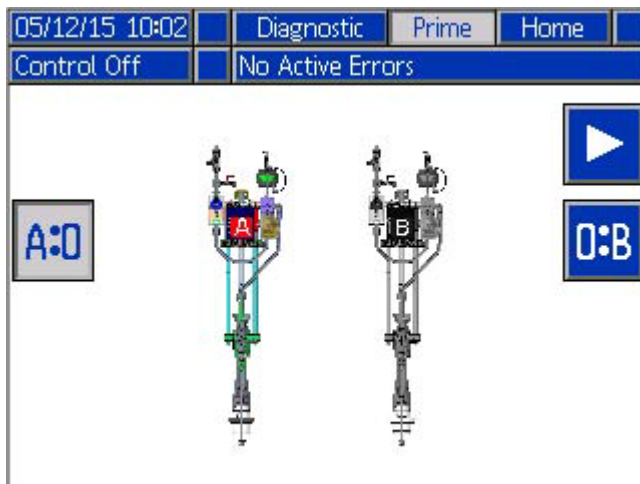 05/12/15 10:02 Diagnostic Prime Home
Control Off No Active Errors
A B
A:0 0:B